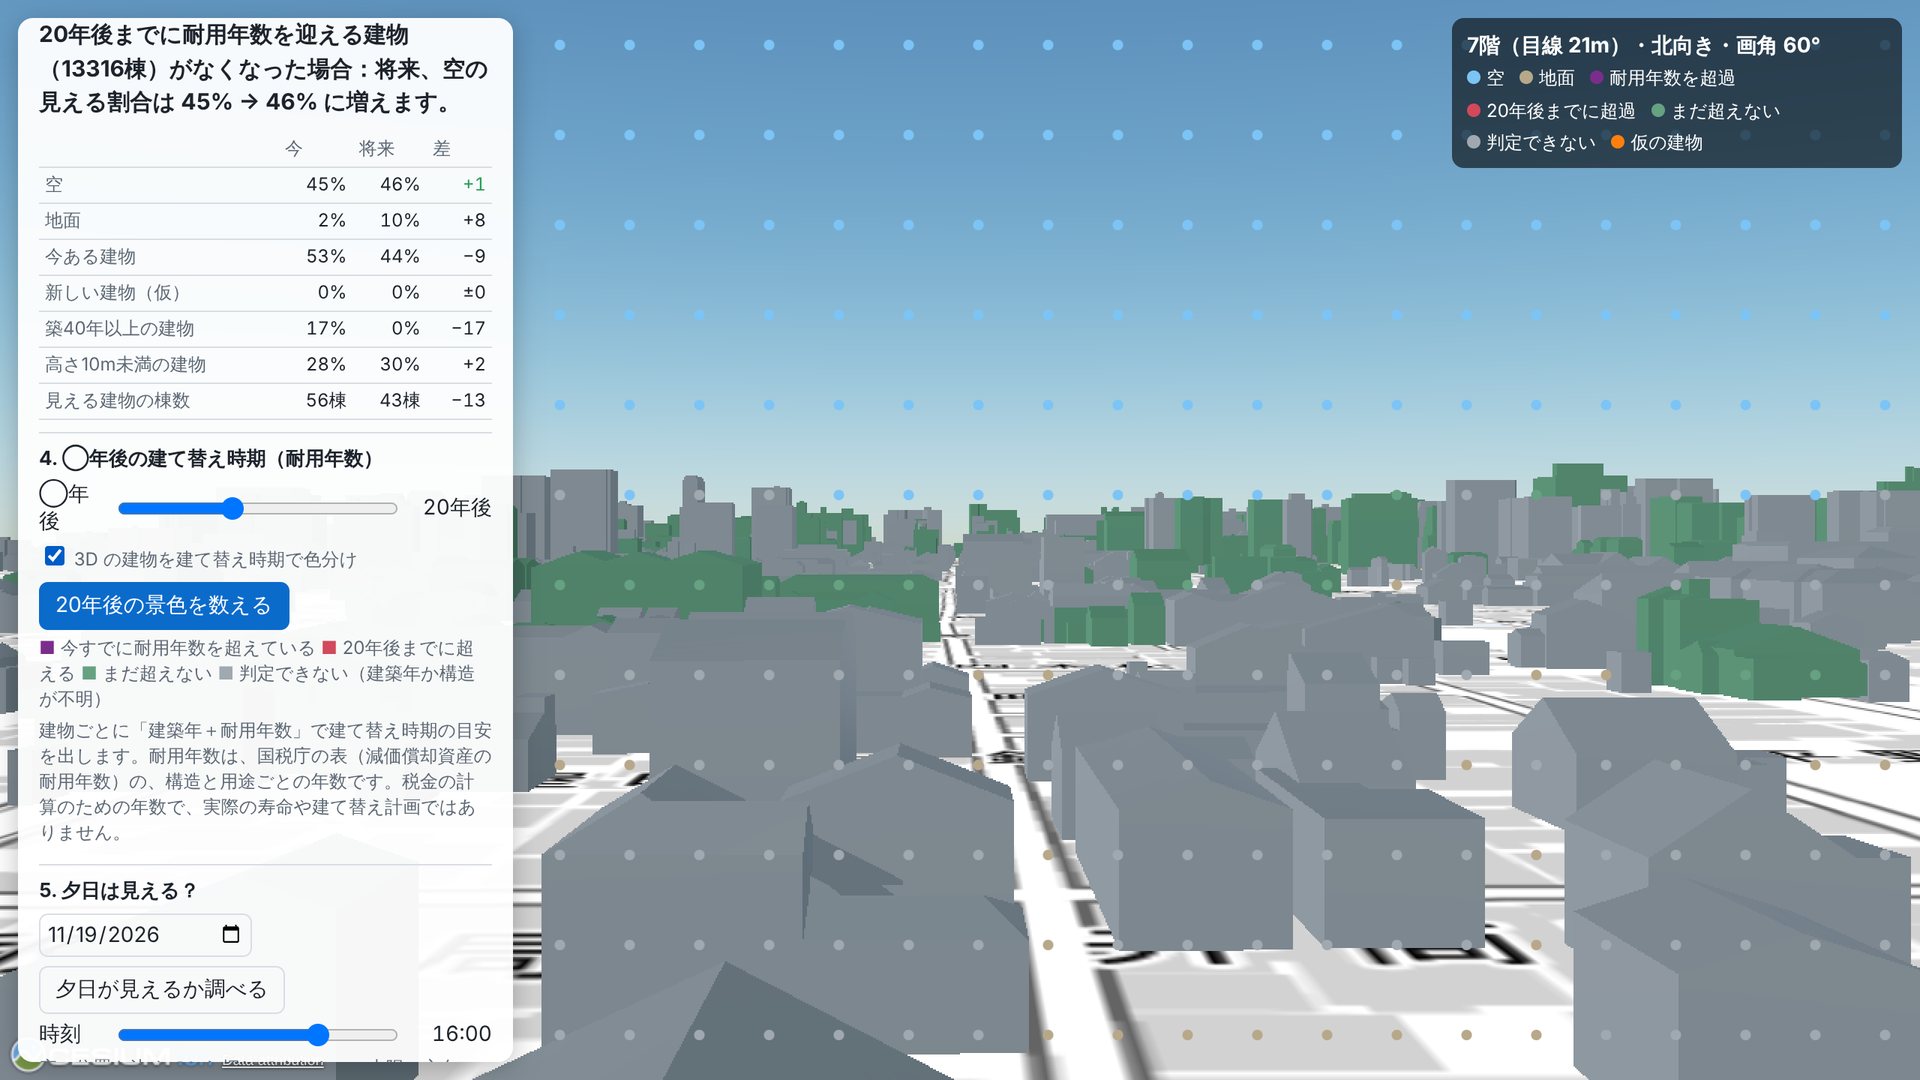 20年後までに耐用年数を迎える建物
（13316棟）がなくなった場合：将来、空の
見える割合は 45% → 46% に増えます。
今 将来 差
空 45% 46% +1
地面 2% 10% +8
今ある建物 53% 44% −9
新しい建物（仮） 0% 0% ±0
築40年以上の建物 17% 0% −17
高さ10m未満の建物 28% 30% +2
見える建物の棟数 56棟 43棟 −13
4. ◯年後の建て替え時期（耐用年数）
◯年
後
20年後
3D の建物を建て替え時期で色分け
20年後の景色を数える
今すでに耐用年数を超えている 20年後までに超
える まだ超えない 判定できない（建築年か構造
が不明）
建物ごとに「建築年＋耐用年数」で建て替え時期の目安
を出します。耐用年数は、国税庁の表（減価償却資産の
耐用年数）の、構造と用途ごとの年数です。税金の計
算のための年数で、実際の寿命や建て替え計画ではあ
りません。
5. 夕日は見える？
11/19/2026
夕日が見えるか調べる
時刻 16:00
CESIUM ion Data attribution
7階（目線 21m）・北向き・画角 60°
空 地面 耐用年数を超過
20年後までに超過 まだ超えない
判定できない 仮の建物